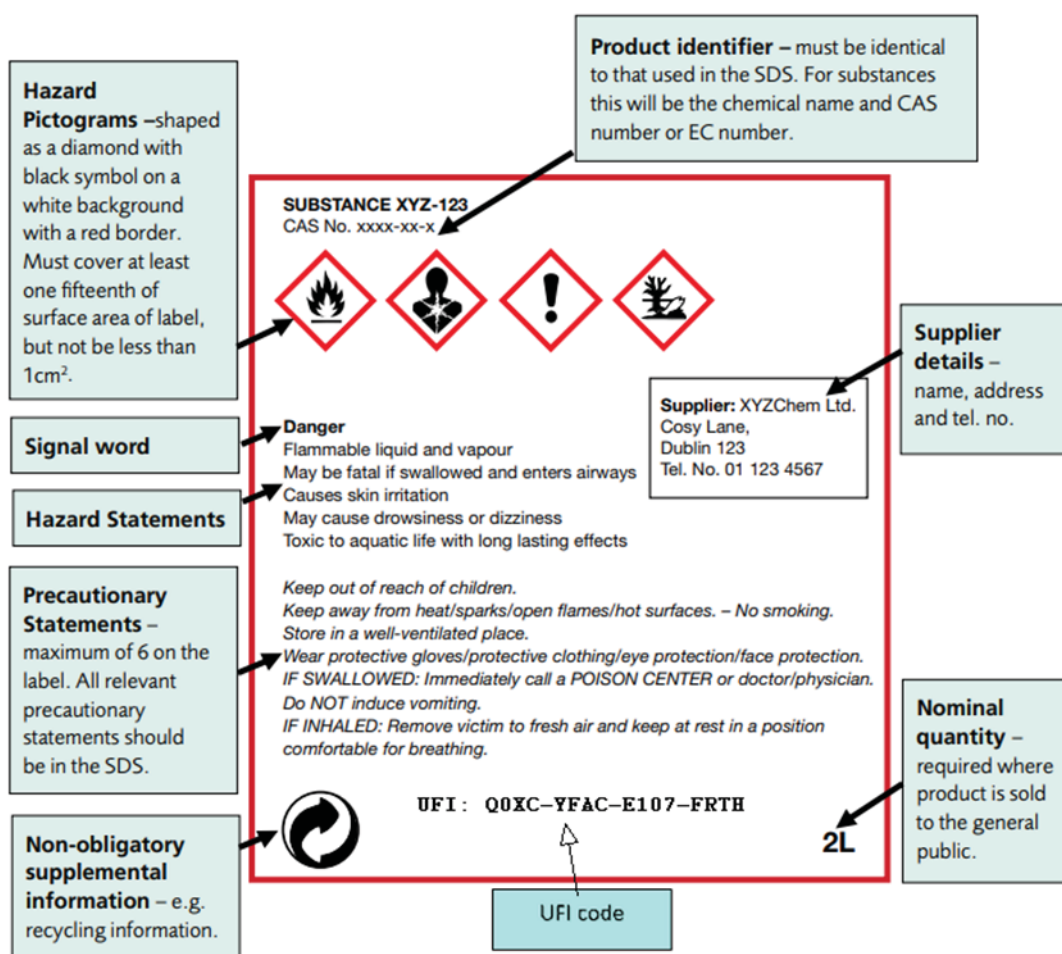 Product identifier – must be identical
to that used in the SDS. For substances
this will be the chemical name and CAS
number or EC number.
Hazard
Pictograms –shaped
as a diamond with
black symbol on a
white background
with a red border.
Must cover at least
one fifteenth of
surface area of label,
but not be less than
1cm².
SUBSTANCE XYZ-123
CAS No. xxxx-xx-x
Supplier
details –
name, address
and tel. no.
Supplier: XYZChem Ltd.
Cosy Lane,
Dublin 123
Tel. No. 01 123 4567
Signal word
Danger
Flammable liquid and vapour
May be fatal if swallowed and enters airways
Causes skin irritation
May cause drowsiness or dizziness
Toxic to aquatic life with long lasting effects
Hazard Statements
Precautionary
Statements –
maximum of 6 on the
label. All relevant
precautionary
statements should
be in the SDS.
Keep out of reach of children.
Keep away from heat/sparks/open flames/hot surfaces. – No smoking.
Store in a well-ventilated place.
Wear protective gloves/protective clothing/eye protection/face protection.
IF SWALLOWED: Immediately call a POISON CENTER or doctor/physician.
Do NOT induce vomiting.
IF INHALED: Remove victim to fresh air and keep at rest in a position
comfortable for breathing.
Nominal
quantity –
required where
product is sold
to the general
public.
Non-obligatory
supplemental
information – e.g.
recycling information.
UFI: Q0XC-YFAC-E107-FRTH
2L
UFI code